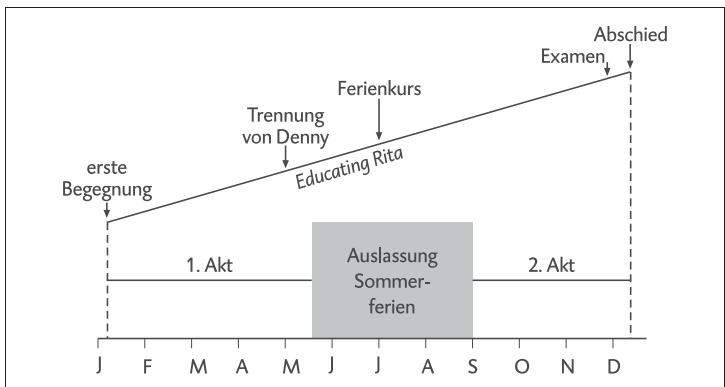 Abschied
Examen
Ferienkurs
Trennung
von Denny
Educating Rita
erste
Begegnung
1. Akt
Auslassung
Sommer-
ferien
2. Akt
J F M A M J J A S O N D